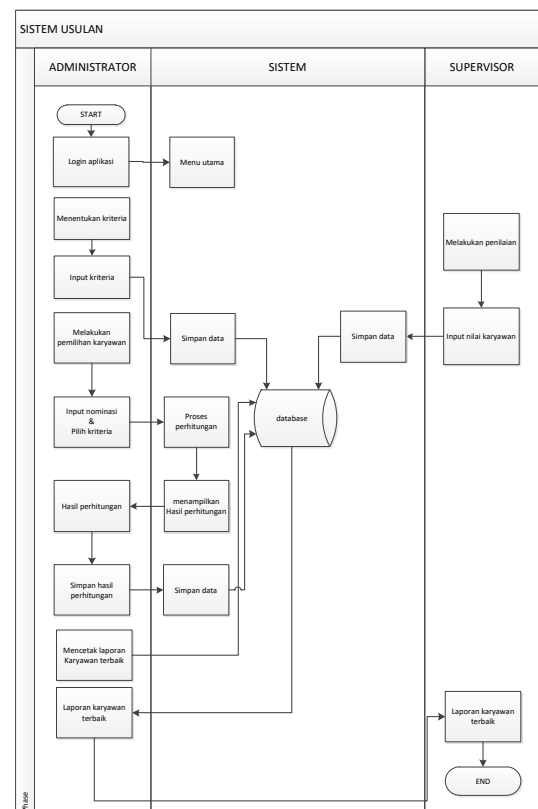 SISTEM USULAN
ADMINISTRATOR
SISTEM
SUPERVISOR
START
Login aplikasi
Menu utama
Menentukan kriteria
Melakukan penilaian
Input kriteria
Melakukan
pemilihan karyawan
Simpan data
Simpan data
Input nilai karyawan
Input nominasi
&
Pilih kriteria
Proses
perhitungan
database
Hasil perhitungan
menampilkan
Hasil perhitungan
Simpan hasil
perhitungan
Simpan data
Mencetak laporan
Karyawan terbaik
Laporan karyawan
terbaik
Laporan karyawan
terbaik
END